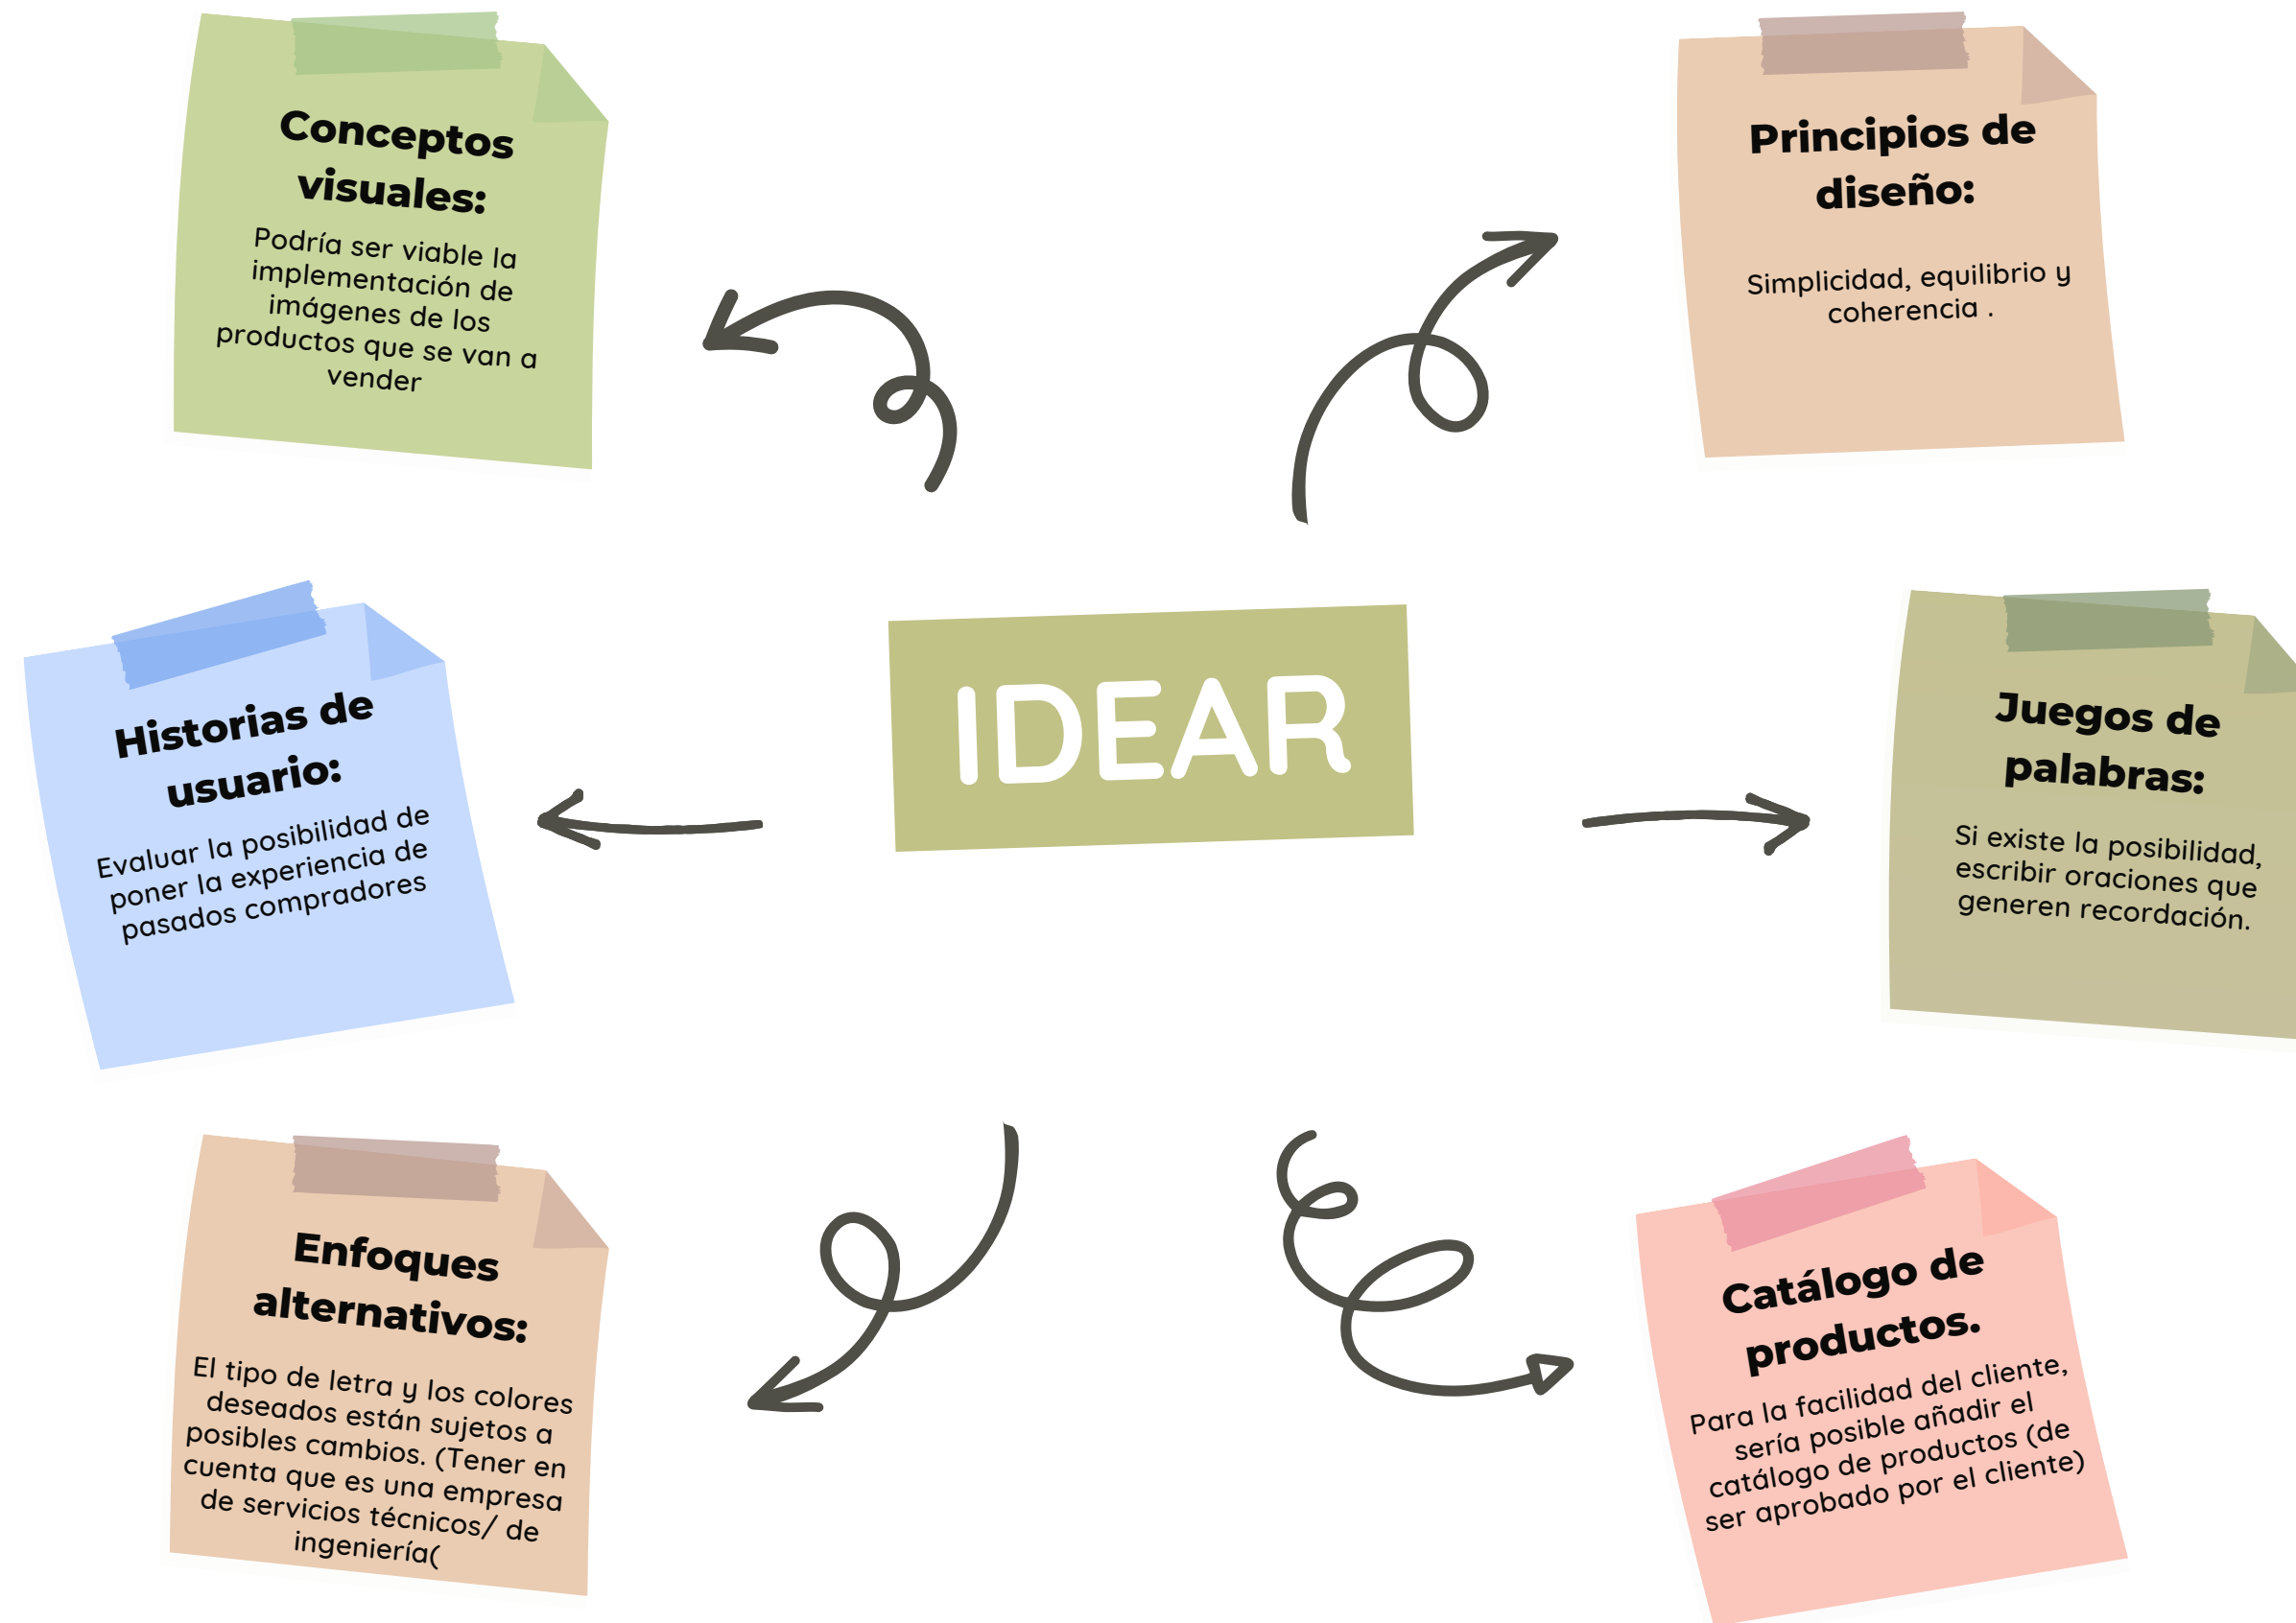 Conceptos
visuales:
Podría ser viable la
implementación de
imágenes de los
productos que se van a
vender
Principios de
diseño:
Simplicidad, equilibrio y
coherencia .
Historias de
usuario:
Evaluar la posibilidad de
poner la experiencia de
pasados compradores
IDEAR
Juegos de
palabras:
Si existe la posibilidad,
escribir oraciones que
generen recordación.
Enfoques
alternativos:
El tipo de letra y los colores
deseados están sujetos a
posibles cambios. (Tener en
cuenta que es una empresa
de servicios técnicos/ de
ingeniería(
Catálogo de
productos.
Para la facilidad del cliente,
sería posible añadir el
catálogo de productos (de
ser aprobado por el cliente)